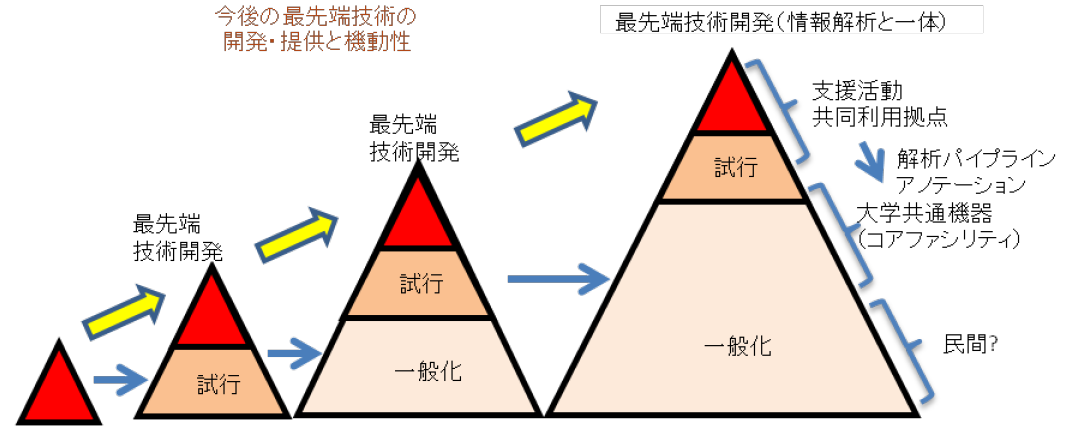 今後の最先端技術の
開発・提供と機動性
最先端技術開発(情報解析と一体)
支援活動
共同利用拠点
解析パイプライン
アノテーション
大学共通機器
(コアファシリティ)
民間?
最先端
技術開発
最先端
技術開発
試行
試行
試行
一般化
一般化